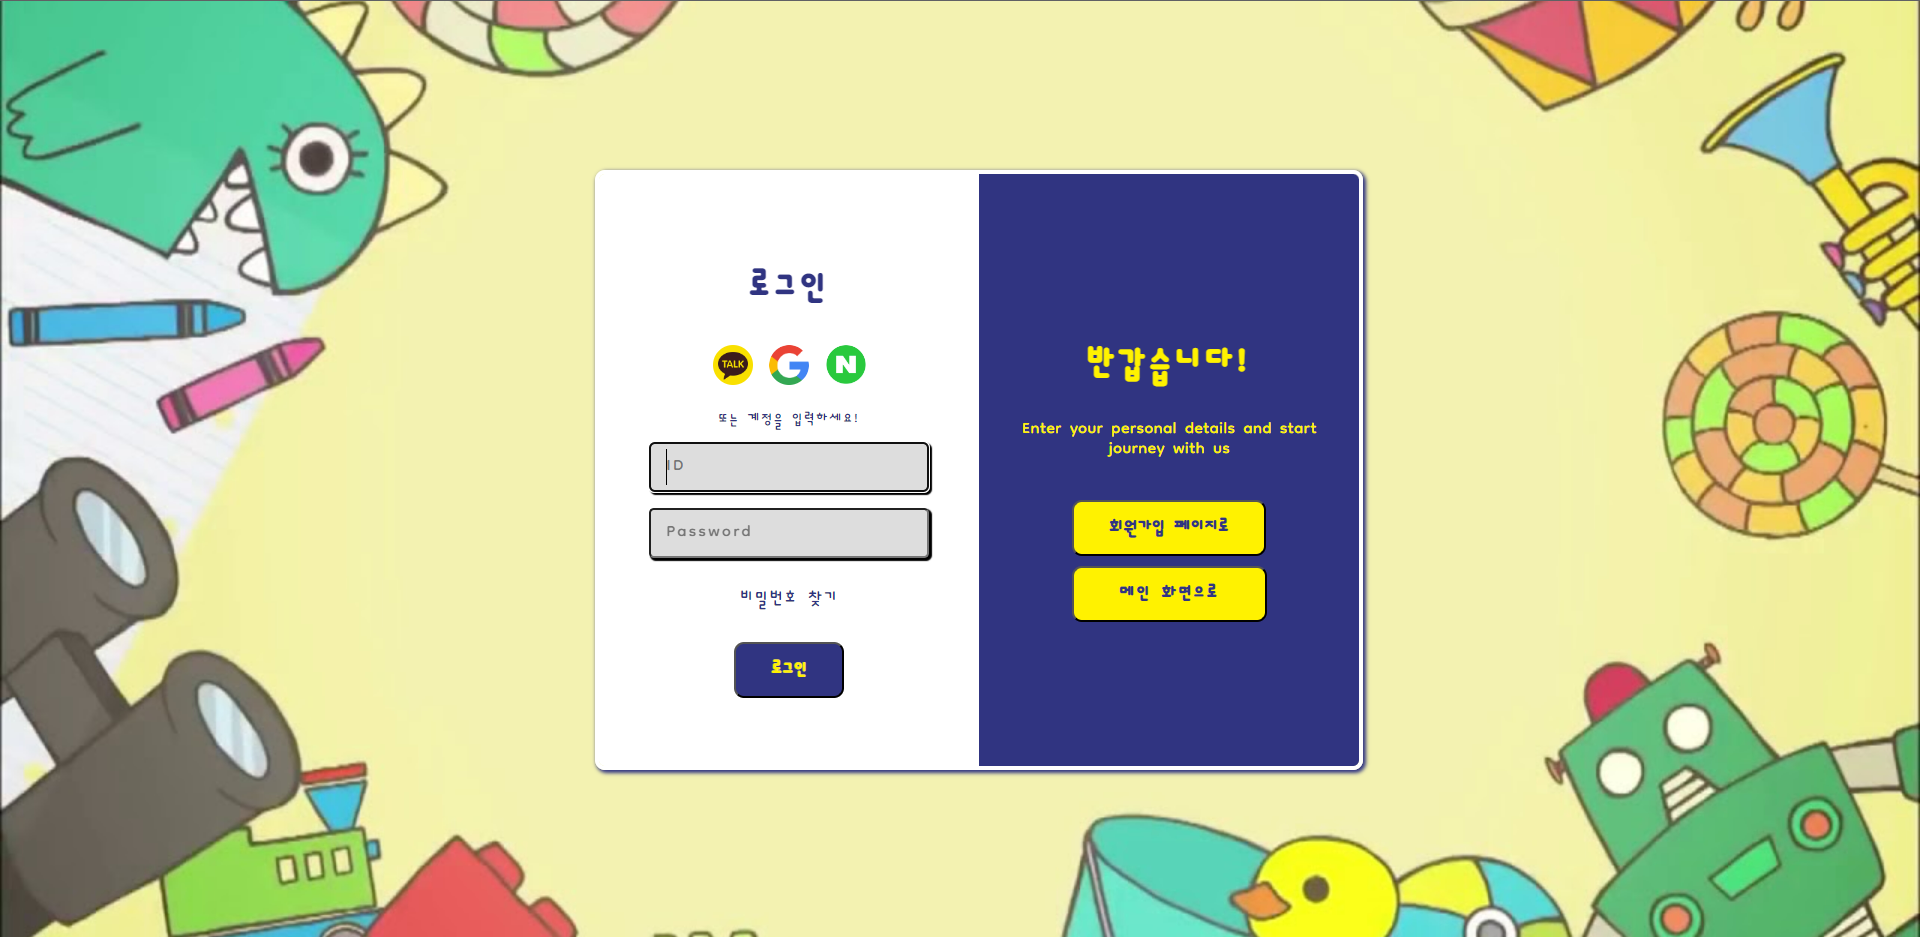 로그인
TALK
G
N
또는 계정을 입력하세요!
ID
Password
비밀번호 찾기
로그인
반갑습니다!
Enter your personal details and start
journey with us
회원가입 페이지로
메인 화면으로